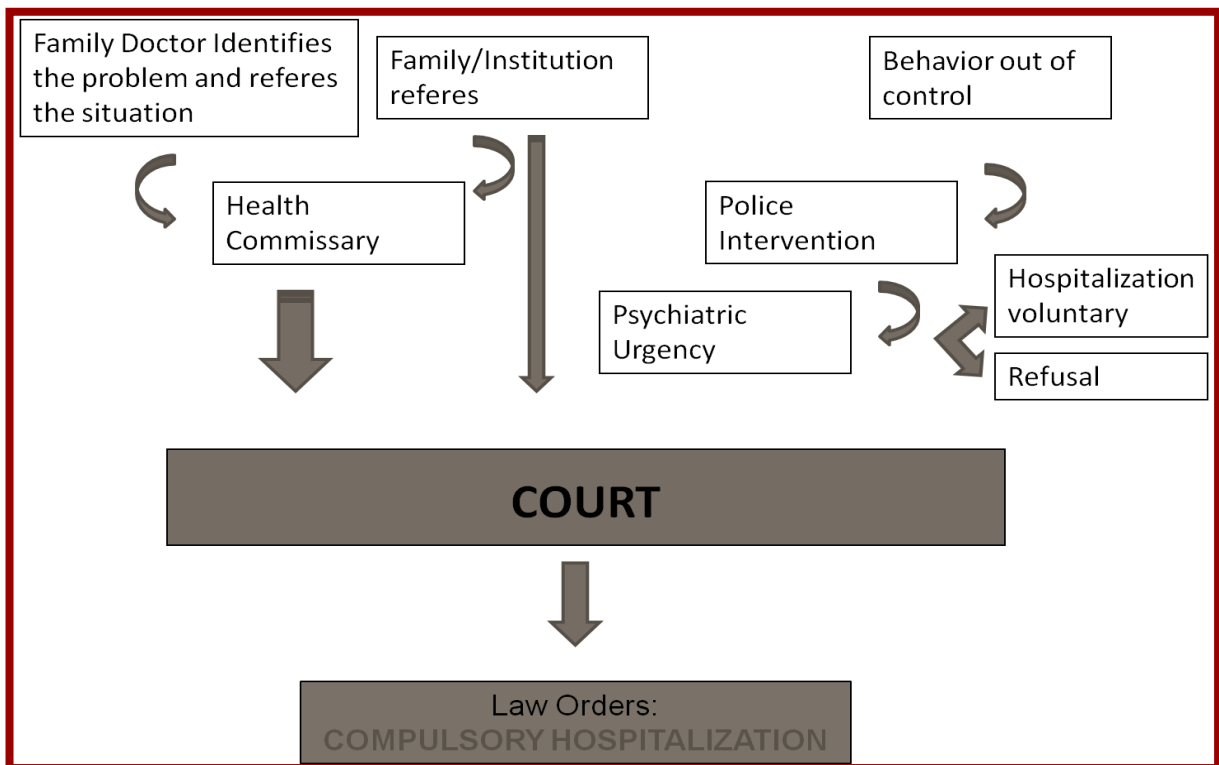 Family Doctor Identifies
the problem and referes
the situation
Family/Institution
referes
Behavior out of
control
Health
Commissary
Police
Intervention
Hospitalization
voluntary
Psychiatric
Urgency
Refusal
COURT
Law Orders:
COMPULSORY HOSPITALIZATION